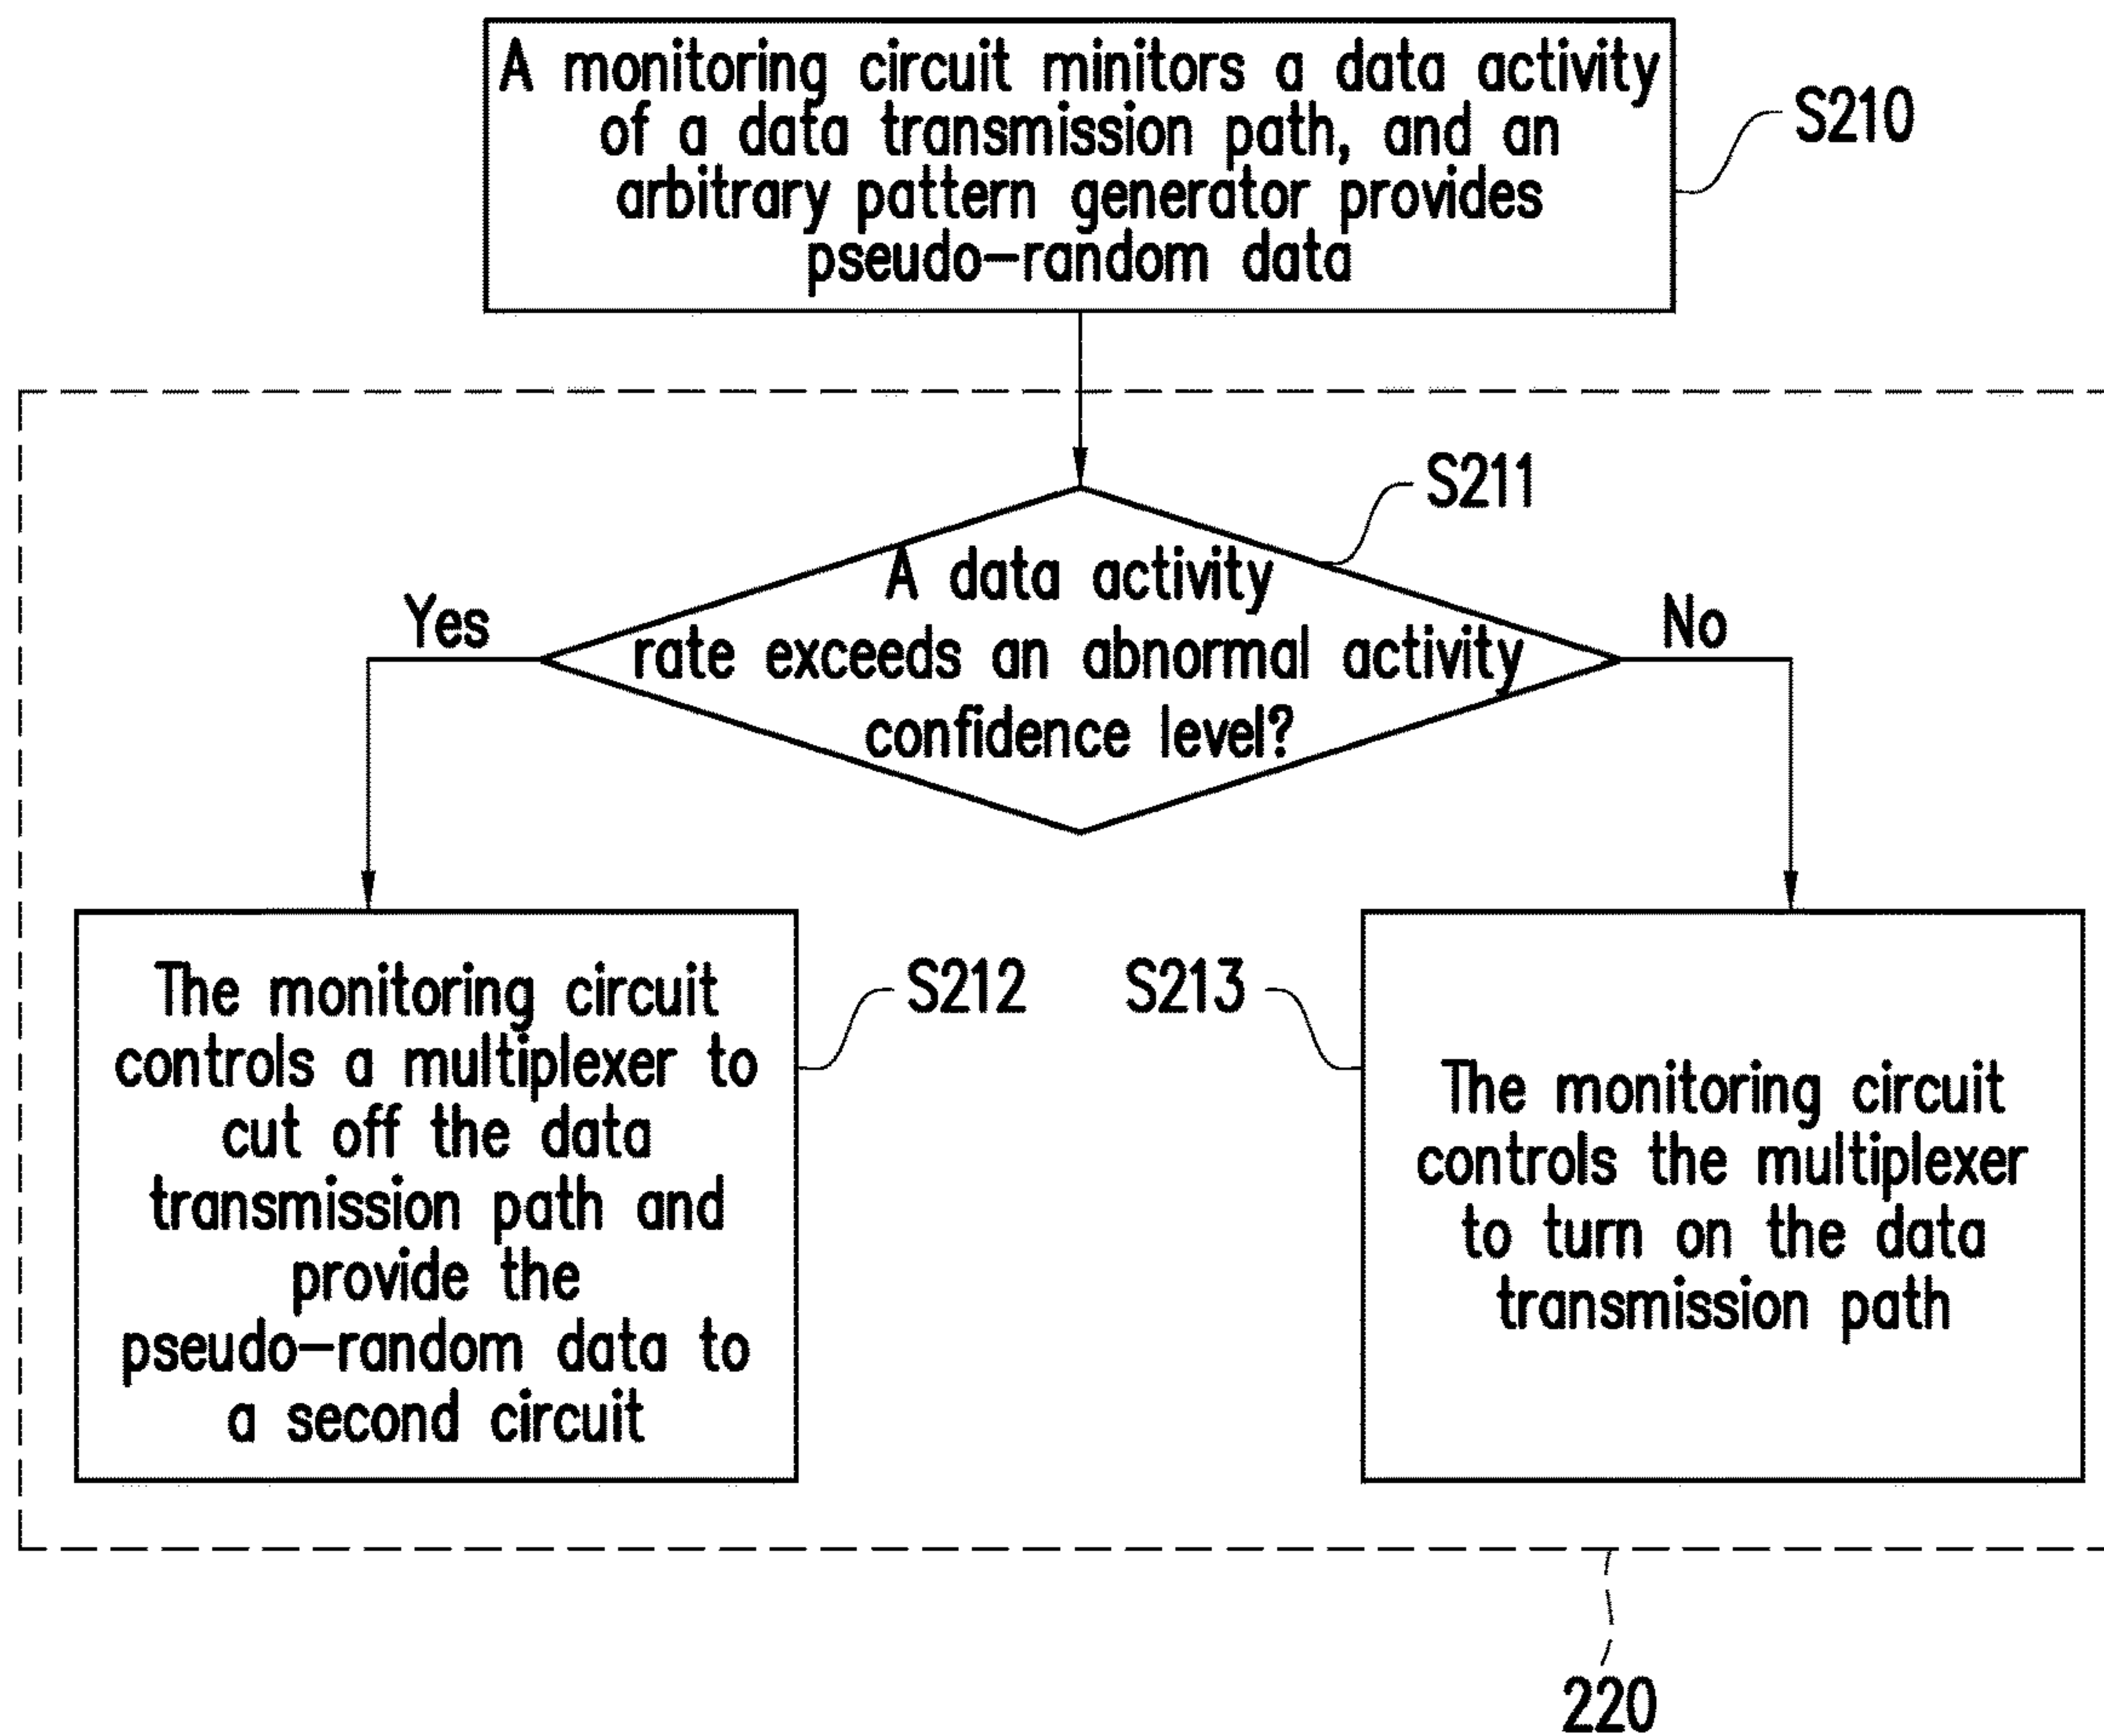 A monitoring circuit minitors a data activity
of a data transmission path, and an
arbitrary pattern generator provides
pseudo-random data
S210
S211
A data activity
rate exceeds an abnormal activity
confidence level?
Yes
No
The monitoring circuit
controls a multiplexer to
cut off the data
transmission path and
provide the
pseudo-random data to
a second circuit
S212
S213
The monitoring circuit
controls the multiplexer
to turn on the data
transmission path
220